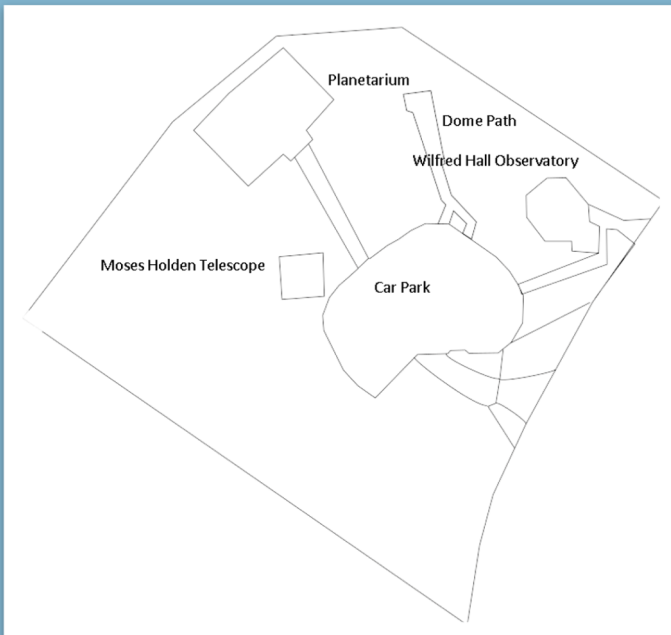 Planetarium
Dome Path
Wilfred Hall Observatory
Moses Holden Telescope
Car Park